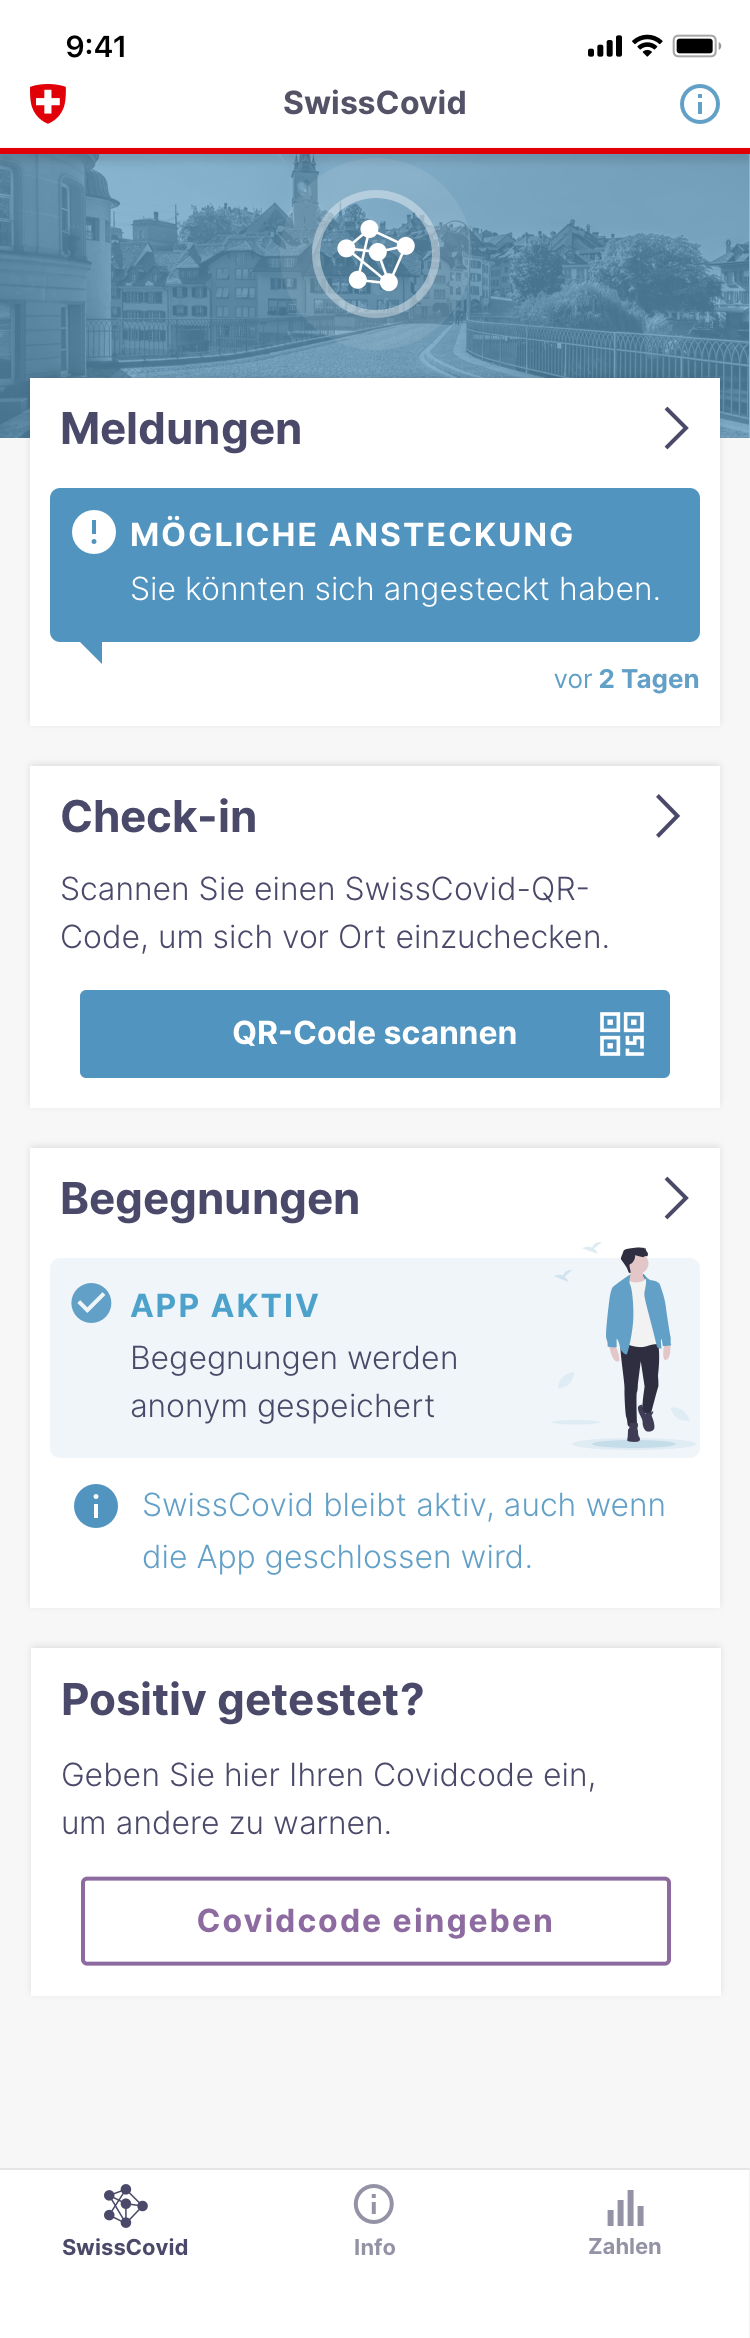 9:41
SwissCovid
Meldungen
MÖGLICHE ANSTECKUNG
Sie könnten sich angesteckt haben.
vor 2 Tagen
Check-in
Scannen Sie einen SwissCovid-QR-
Code, um sich vor Ort einzuchecken.
QR-Code scannen
Begegnungen
APP AKTIV
Begegnungen werden
anonym gespeichert
SwissCovid bleibt aktiv, auch wenn
die App geschlossen wird.
Positiv getestet?
Geben Sie hier Ihren Covidcode ein,
um andere zu warnen.
Covidcode eingeben
SwissCovid
Info
Zahlen